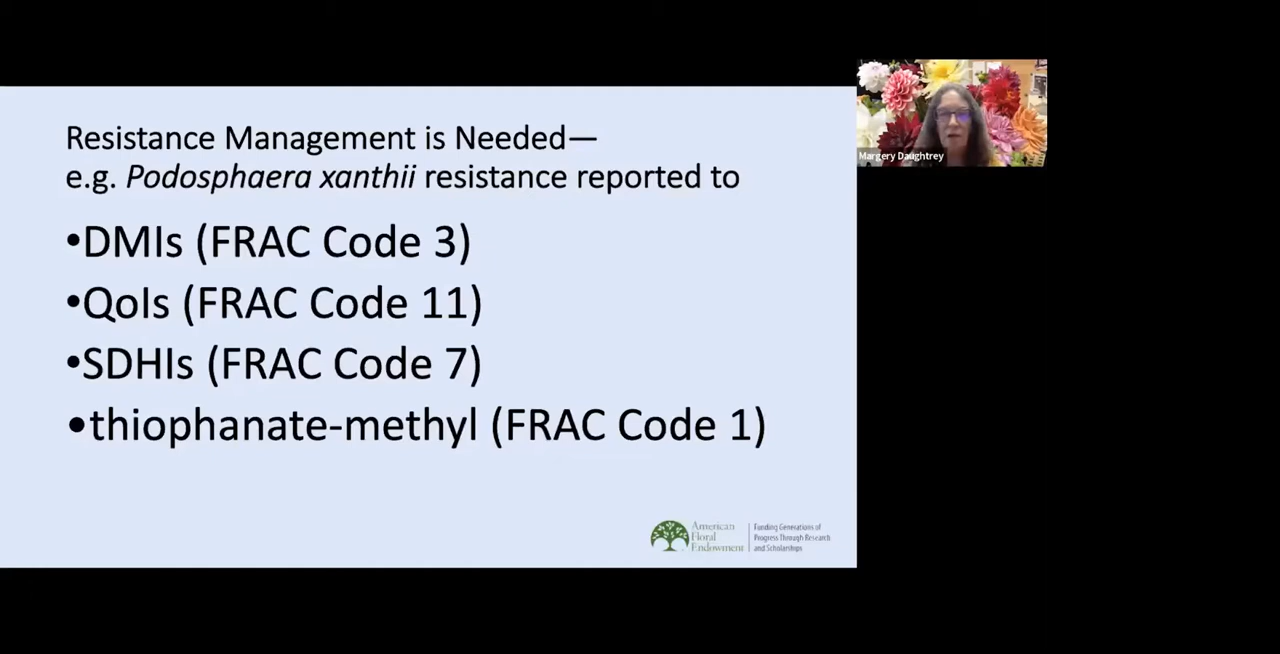 Resistance Management is Needed—
e.g. Podosphaera xanthii resistance reported to
•DMIs (FRAC Code 3)
•QoIs (FRAC Code 11)
•SDHIs (FRAC Code 7)
•thiophanate-methyl (FRAC Code 1)
American
Floral
Endowment
Funding Generations of
Progress Through Research
and Scholarships
Margery Daughtrey